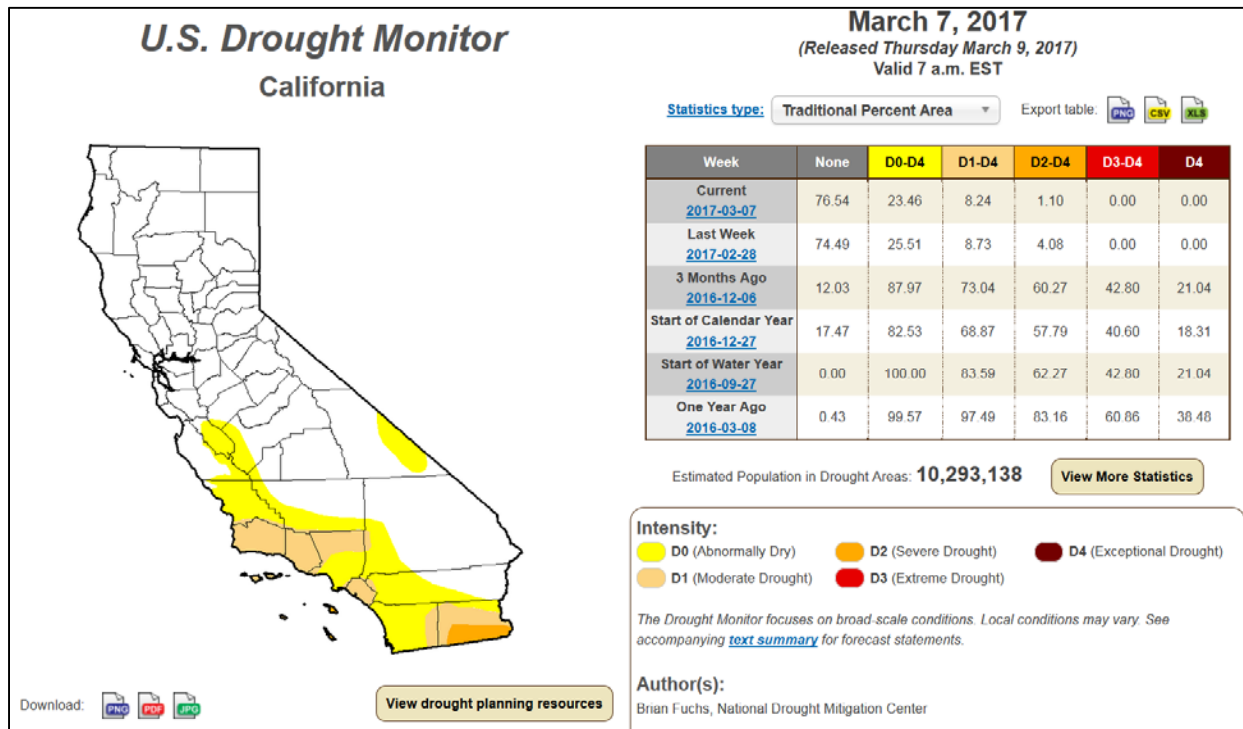 U.S. Drought Monitor
California
March 7, 2017
(Released Thursday March 9, 2017)
Valid 7 a.m. EST
Statistics type: Traditional Percent Area Export table: PNG CSV XLS
Week None D0-D4 D1-D4 D2-D4 D3-D4 D4
Current
2017-03-07 76.54 23.46 8.24 1.10 0.00 0.00
Last Week
2017-02-28 74.49 25.51 8.73 4.08 0.00 0.00
3 Months Ago
2016-12-06 12.03 87.97 73.04 60.27 42.80 21.04
Start of Calendar Year
2016-12-27 17.47 82.53 68.87 57.79 40.60 18.31
Start of Water Year
2016-09-27 0.00 100.00 83.59 62.27 42.80 21.04
One Year Ago
2016-03-08 0.43 99.57 97.49 83.16 60.86 38.48
Estimated Population in Drought Areas: 10,293,138 View More Statistics
Intensity:
D0 (Abnormally Dry) D2 (Severe Drought) D4 (Exceptional Drought)
D1 (Moderate Drought) D3 (Extreme Drought)
The Drought Monitor focuses on broad-scale conditions. Local conditions may vary. See
accompanying text summary for forecast statements.
Author(s):
Brian Fuchs, National Drought Mitigation Center
Download: PNG PDF JPG View drought planning resources